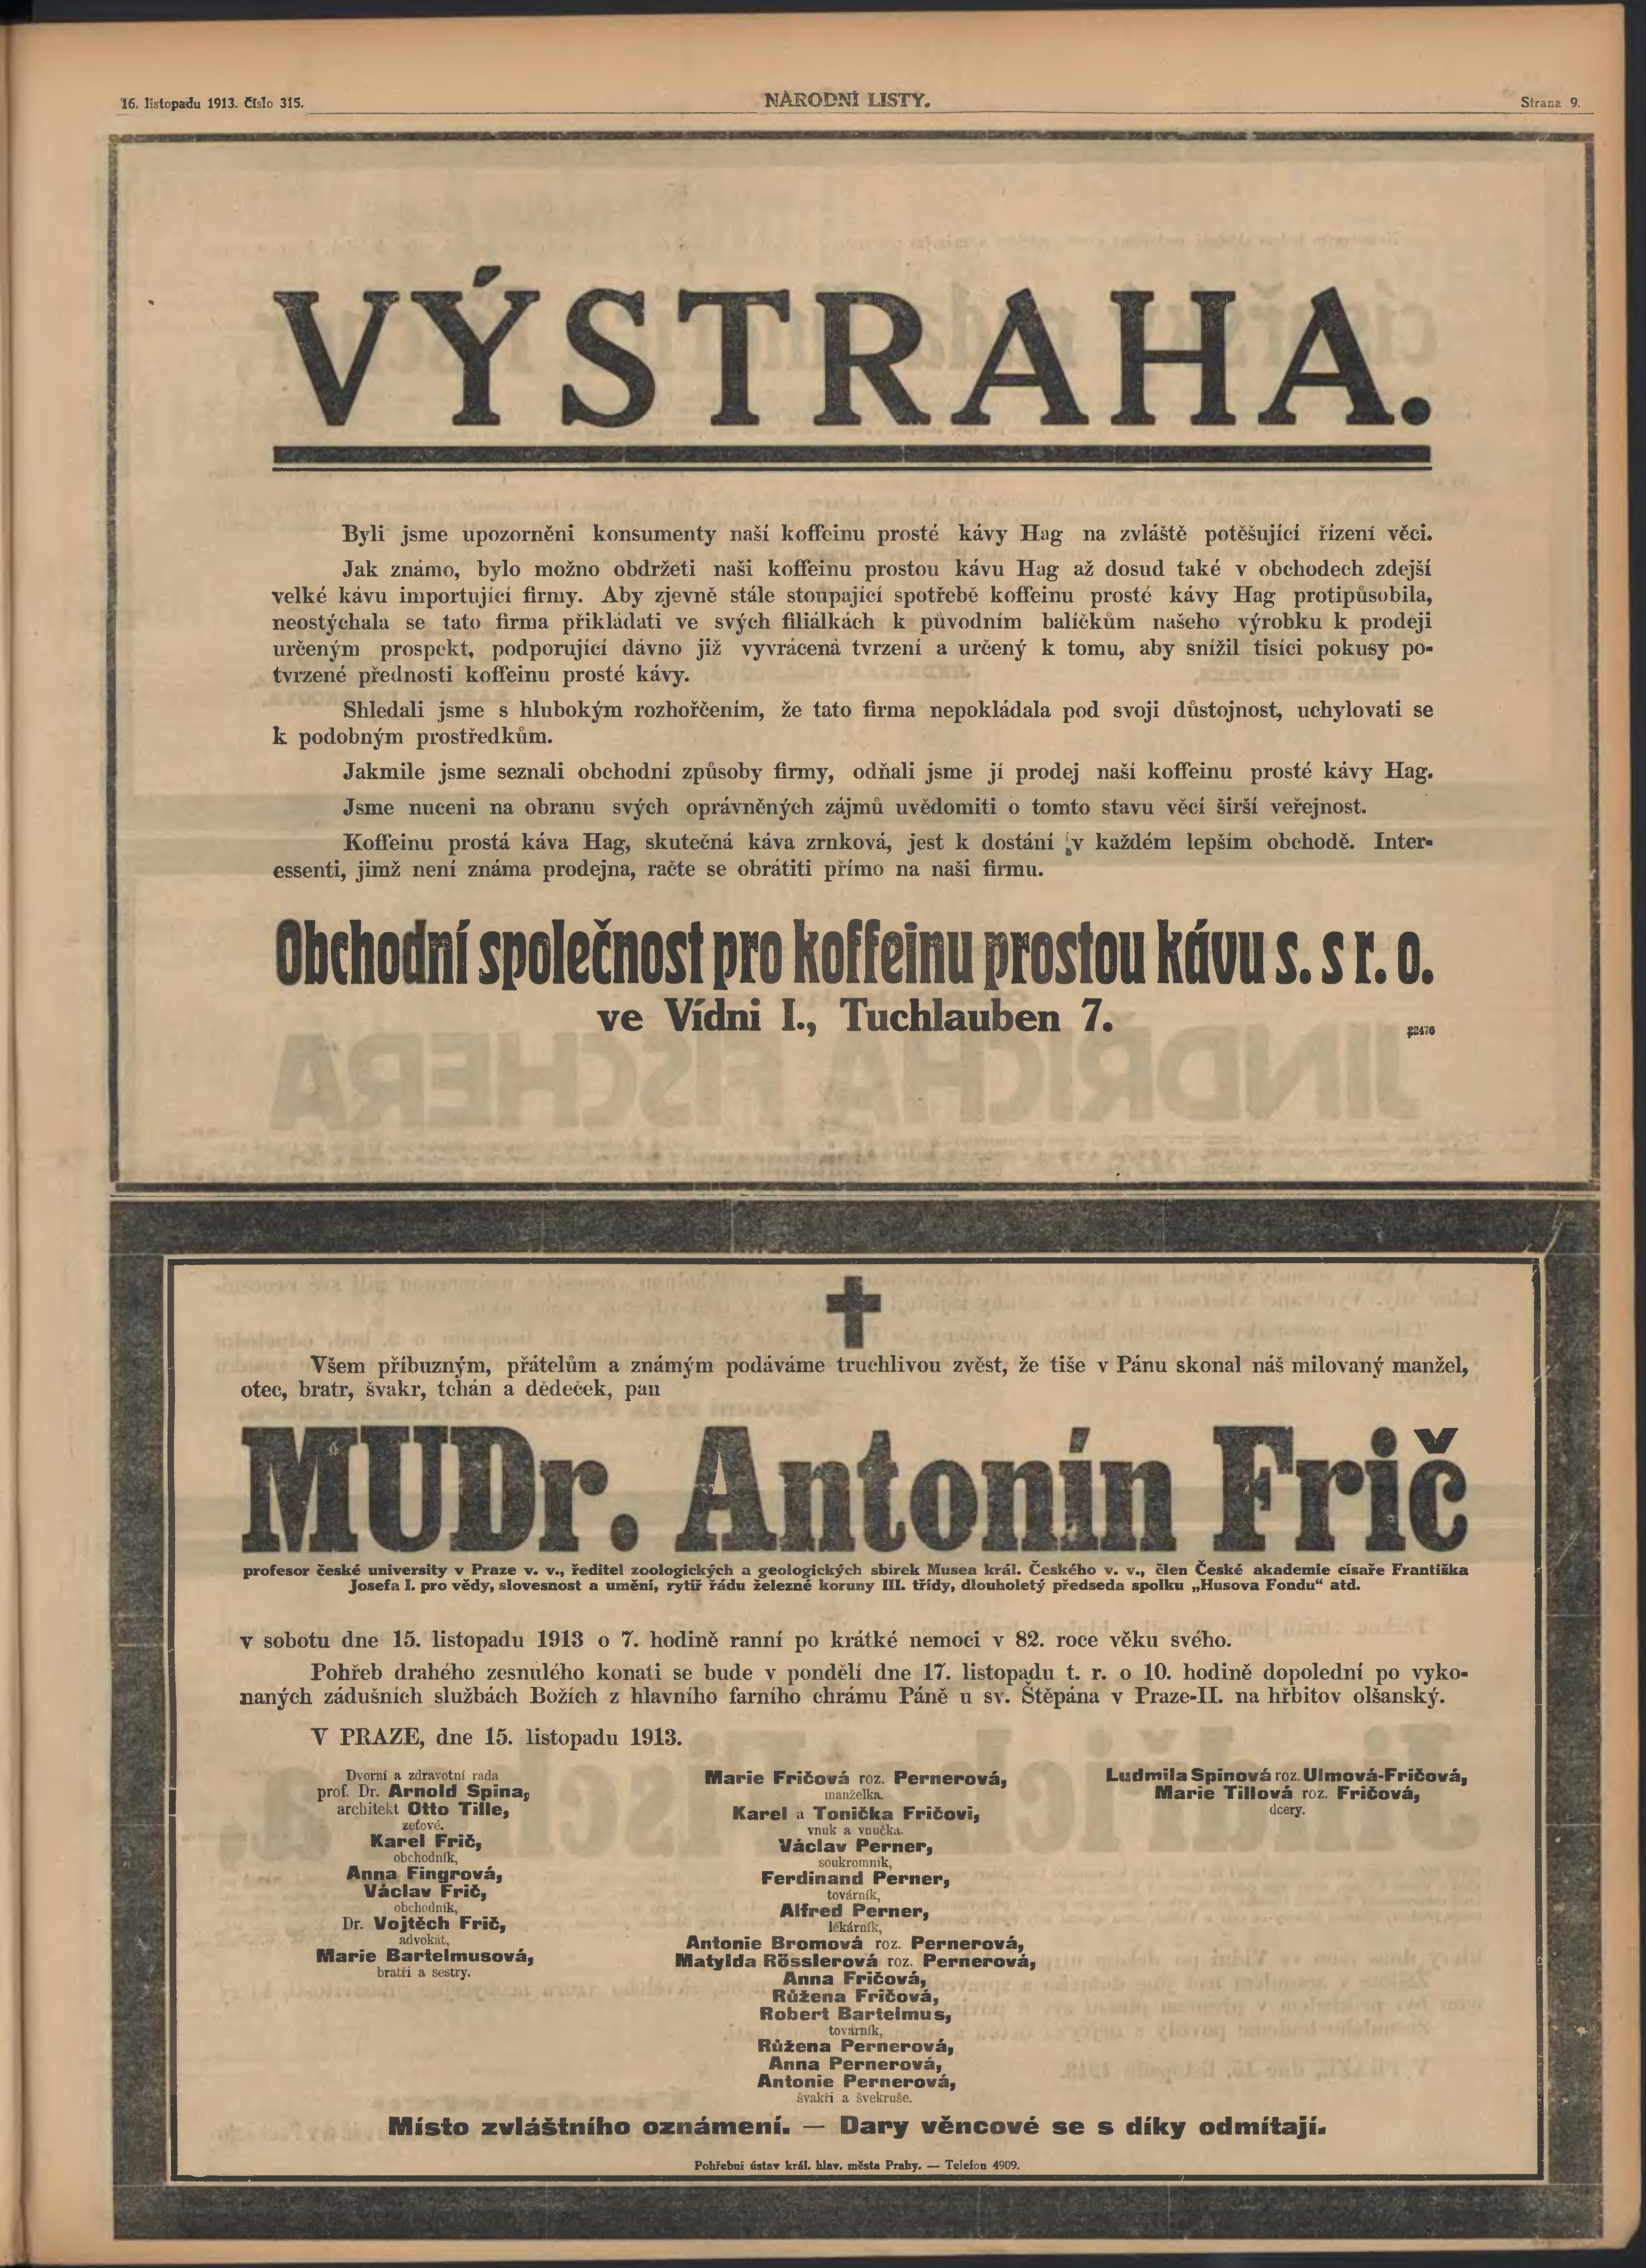 16. listopadu 1913. Číslo 315.
NÁRODNÍ LISTY.
Strana 9.
VÝSTRAHA.
Byli jsme upozorněni konsumenty naší koffeinu prosté kávy Hag na zvláště potěšující řízení věci.
Jak známo, bylo možno obdržeti naši koffeinu prostou kávu Hag až dosud také v obchodech zdejší
velké kávu importující firmy. Aby zjevně stále stoupající spotřebě koffeinu prosté kávy Hag protipůsobila,
neostýchala se tato firma přikládati ve svých filiálkách k původním balíčkům našeho výrobku k prodeji
určeným prospekt, podporující dávno již vyvrácená tvrzení a určený k tomu, aby snížil tisíci pokusy po-
tvrzené přednosti koffeinu prosté kávy.
Shledali jsme s hlubokým rozhořčením, že tato firma nepokládala pod svoji důstojnost, uchylovati se
k podobným prostředkům.
Jakmile jsme seznali obchodní způsoby firmy, odňali jsme jí prodej naší koffeinu prosté kávy Hag.
Jsme nuceni na obranu svých oprávněných zájmů uvědomiti o tomto stavu věcí širší veřejnost.
Koffeinu prostá káva Hag, skutečná káva zrnková, jest k dostání v každém lepším obchodě. Inter-
essenti, jimž není známa prodejna, račte se obrátiti přímo na naši firmu.
Obchodní společnost pro koffeinu prostou kávu s. s r. o.
ve Vídni I., Tuchlauben 7.
22476
Všem příbuzným, přátelům a známým podáváme truchlivou zvěst, že tiše v Pánu skonal náš milovaný manžel,
otec, bratr, švakr, tchán a dědeček, pan
MUDr. Antonín Frič
profesor české university v Praze v. v., ředitel zoologických a geologických sbírek Musea král. Českého v. v., člen České akademie císaře Františka
Josefa I. pro vědy, slovesnost a umění, rytíř řádu železné koruny III. třídy, dlouholetý předseda spolku „Husova Fondu“ atd.
v sobotu dne 15. listopadu 1913 o 7. hodině ranní po krátké nemoci v 82. roce věku svého.
Pohřeb drahého zesnulého konati se bude v pondělí dne 17. listopadu t. r. o 10. hodině dopolední po vyko-
naných zádušních službách Božích z hlavního farního chrámu Páně u sv. Štěpána v Praze-II. na hřbitov olšanský.
V PRAZE, dne 15. listopadu 1913.
Dvorní a zdravotní rada
prof. Dr. Arnold Spina,
architekt Otto Tille,
zeťové.
Karel Frič,
obchodník,
Anna Fingrová,
Václav Frič,
obchodník,
Dr. Vojtěch Frič,
advokát,
Marie Bartelmusová,
bratři a sestry.
Marie Fričová roz. Pernerová,
manželka.
Karel a Tonička Fričovi,
vnuk a vnučka.
Václav Perner,
soukromník,
Ferdinand Perner,
továrník,
Alfred Perner,
lékárník,
Antonie Bromová roz. Pernerová,
Matylda Rösslerová roz. Pernerová,
Anna Fričová,
Růžena Fričová,
Robert Bartelmus,
továrník,
Růžena Pernerová,
Anna Pernerová,
Antonie Pernerová,
švakři a švekruše.
Ludmila Spinová roz. Ulmová-Fričová,
Marie Tillová roz. Fričová,
dcery.
Místo zvláštního oznámení. — Dary věncové se s díky odmítají.
Pohřební ústav král. hlav. města Prahy. — Telefon 4909.